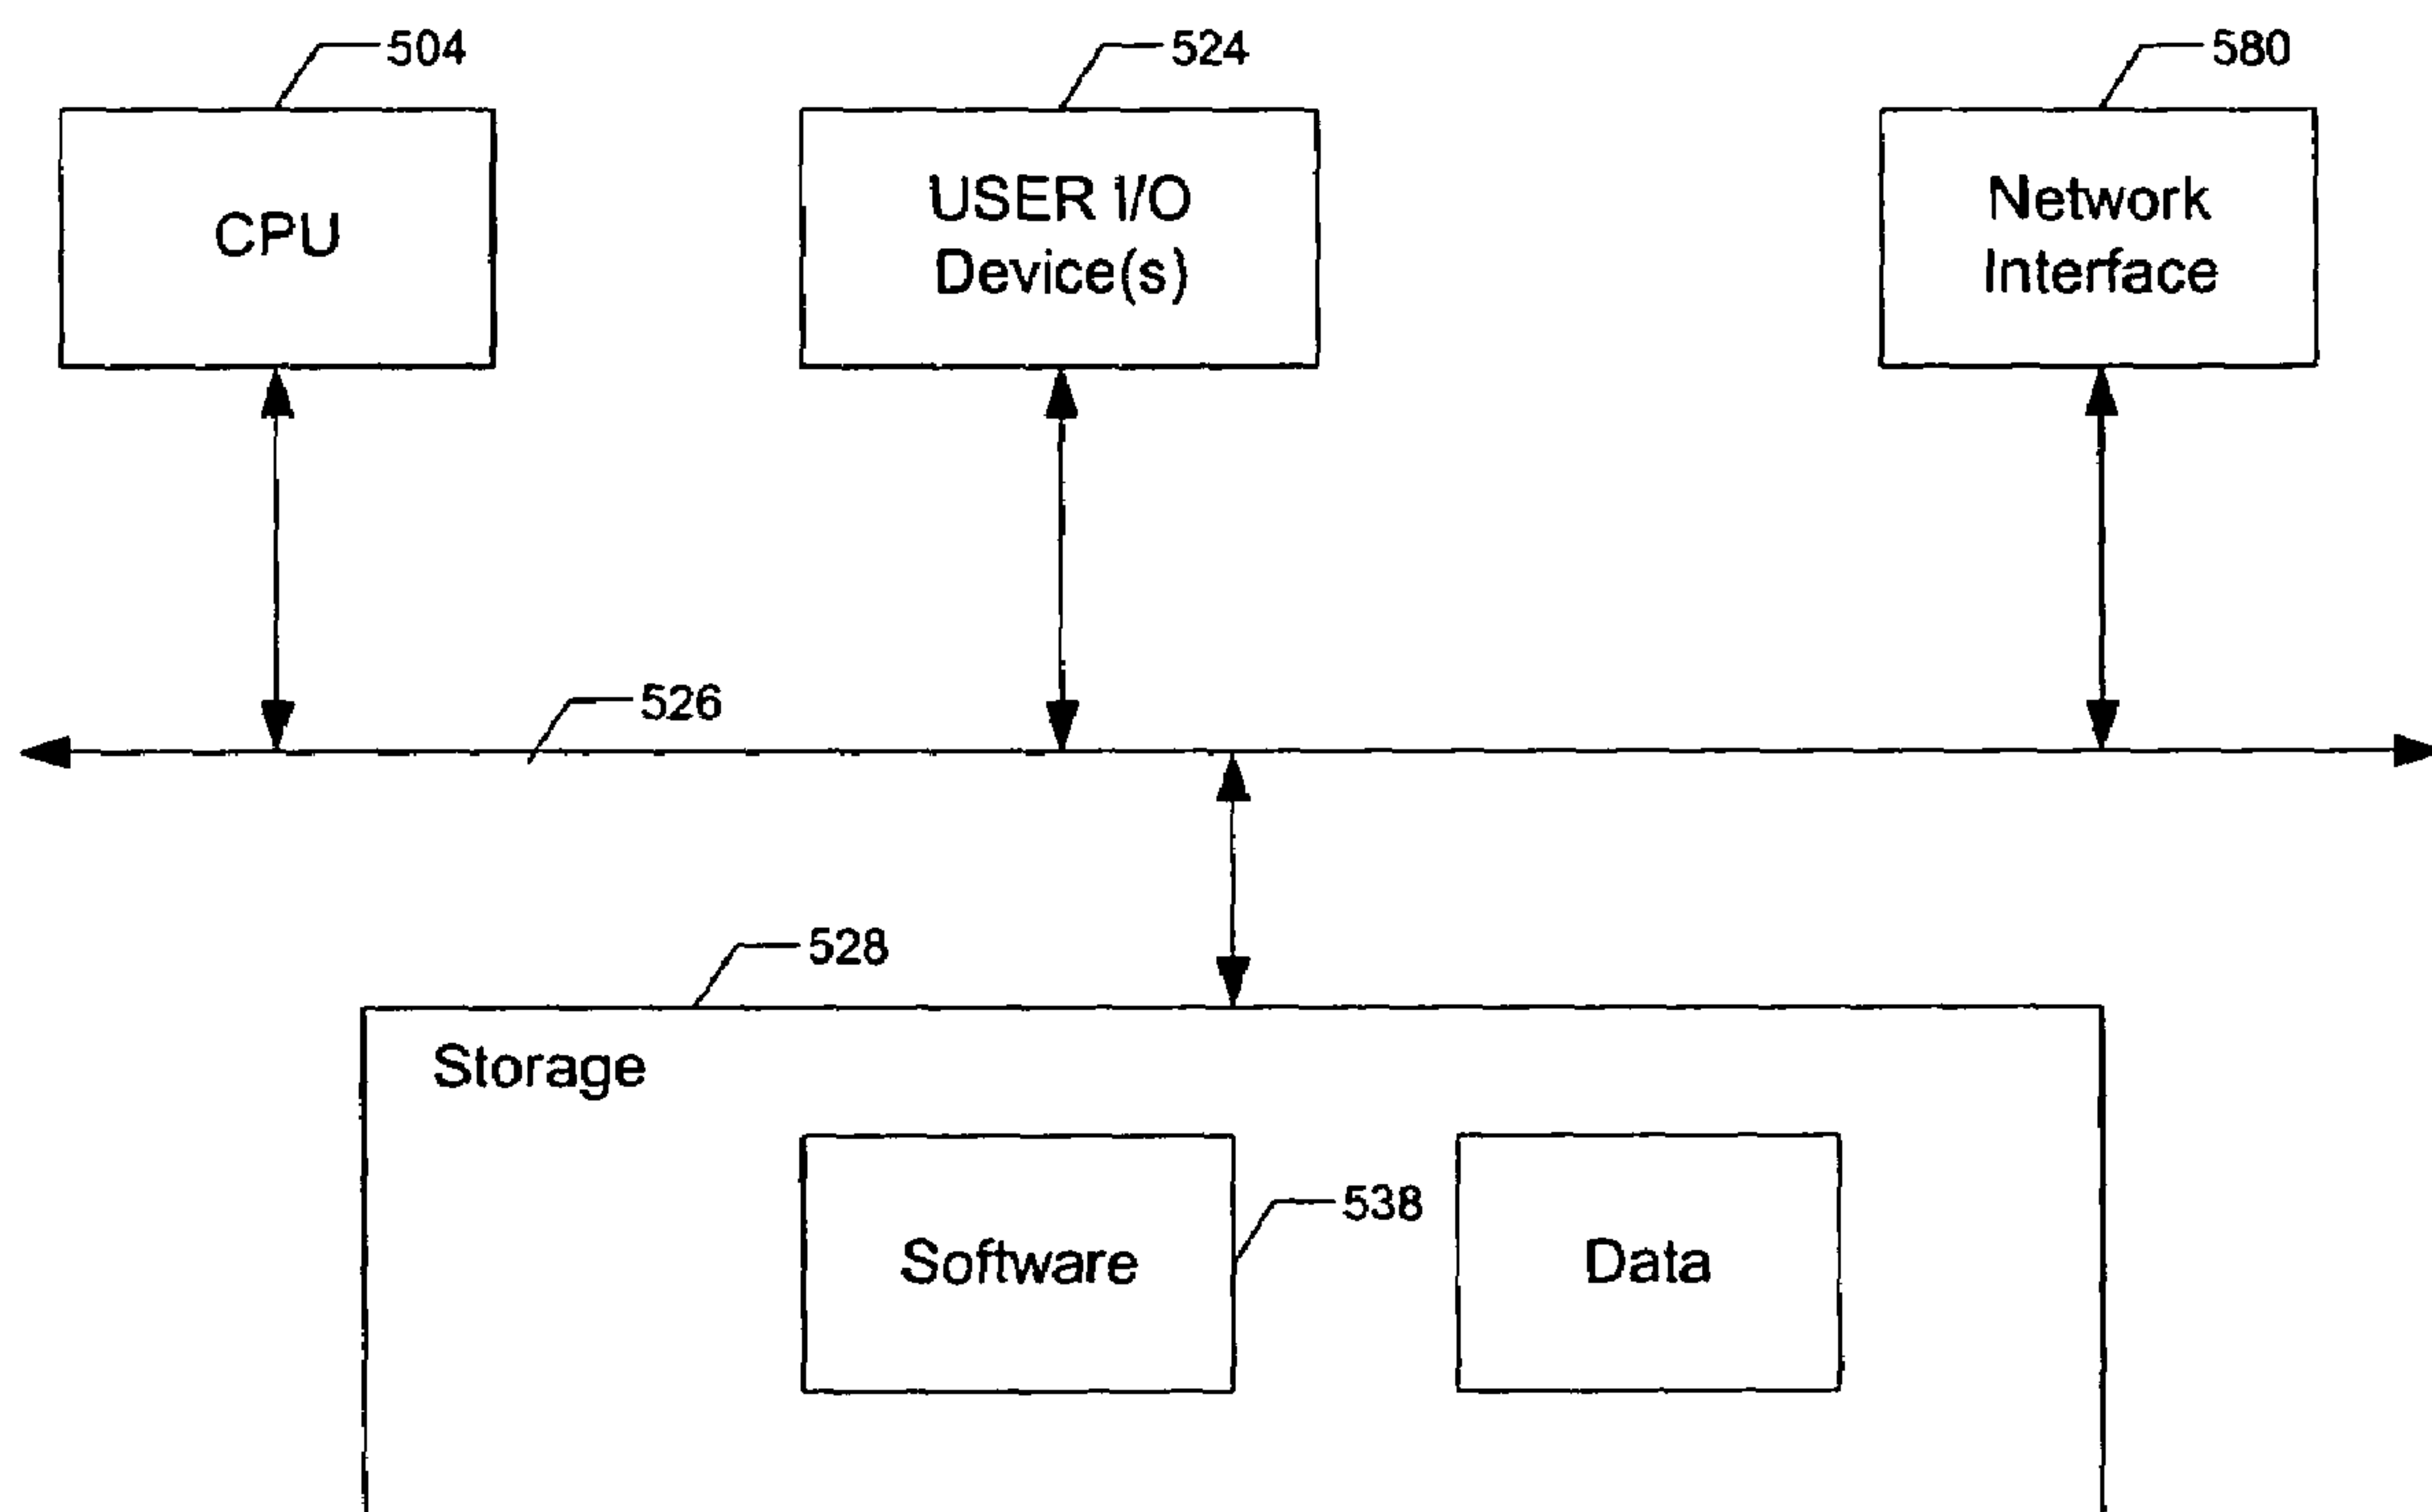 504
524
580
CPU
USER I/O
Device(s)
Network
Interface
526
528
Storage
538
Software
Data